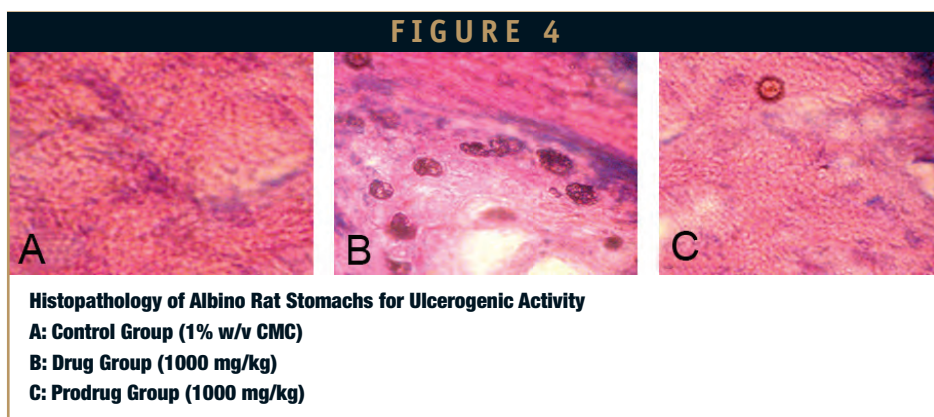 FIGURE 4
A B C
Histopathology of Albino Rat Stomachs for Ulcerogenic Activity
A: Control Group (1% w/v CMC)
B: Drug Group (1000 mg/kg)
C: Prodrug Group (1000 mg/kg)